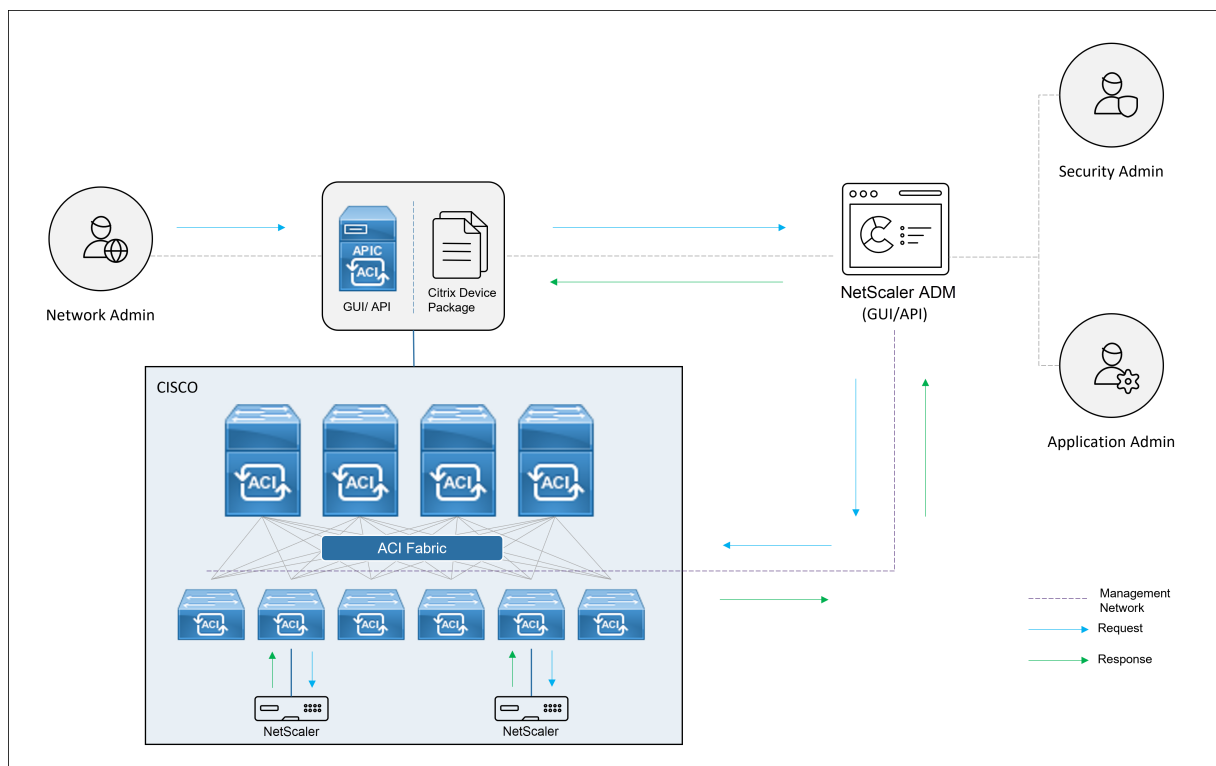 Security Admin
APIC
ACI
GUI/ API
Citrix Device
Package
Network Admin
NetScaler ADM
(GUI/API)
Application Admin
CISCO
ACI
ACI
ACI
ACI
ACI Fabric
ACI
ACI
ACI
ACI
ACI
ACI
NetScaler
NetScaler
Management
Network
Request
Response